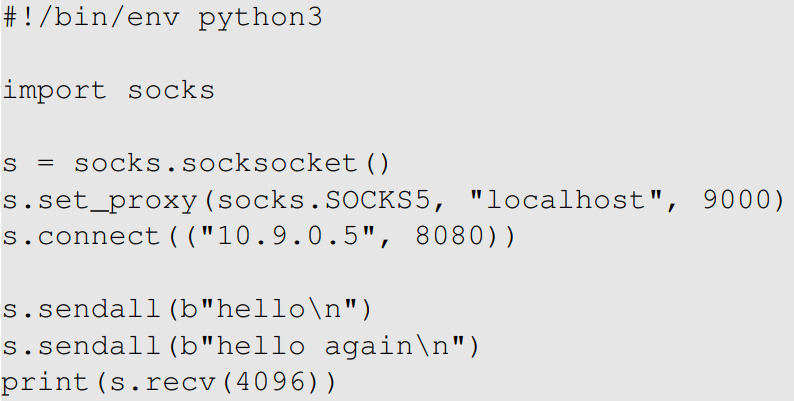 #!/bin/env python3
import socks
s = socks.socksocket()
s.set_proxy(socks.SOCKS5, "localhost", 9000)
s.connect(("10.9.0.5", 8080))
s.sendall(b"hello\n")
s.sendall(b"hello again\n")
print(s.recv(4096))